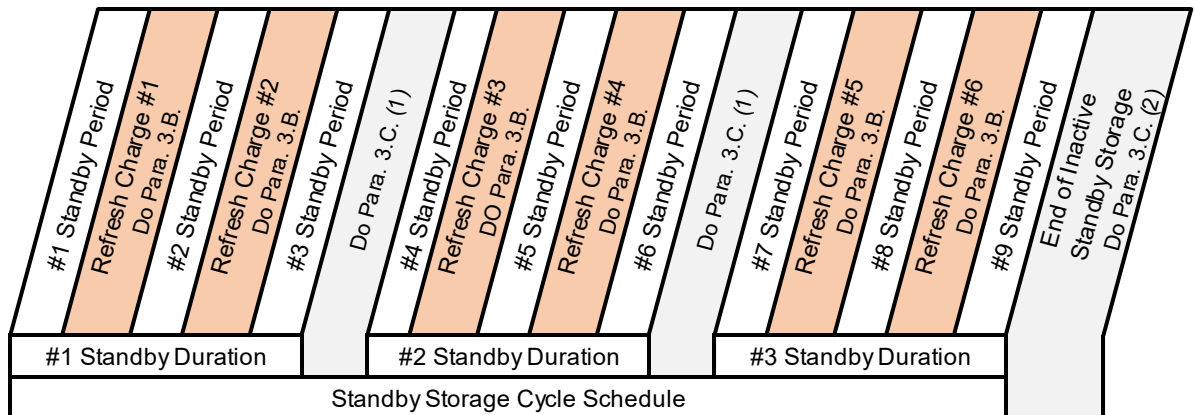 #1 Standby Period
Refresh Charge #1
Do Para. 3.B.
#2 Standby Period
Refresh Charge #2
Do Para. 3.B.
#3 Standby Period
Do Para. 3.C. (1)
#4 Standby Period
Refresh Charge #3
DO Para. 3.B.
#5 Standby Period
Refresh Charge #4
Do Para. 3.B.
#6 Standby Period
Do Para. 3.C. (1)
#7 Standby Period
Refresh Charge #5
Do Para. 3.B.
#8 Standby Period
Refresh Charge #6
Do Para. 3.B.
#9 Standby Period
End of Inactive
Standby Storage
Do Para. 3.C. (2)
#1 Standby Duration
#2 Standby Duration
#3 Standby Duration
Standby Storage Cycle Schedule